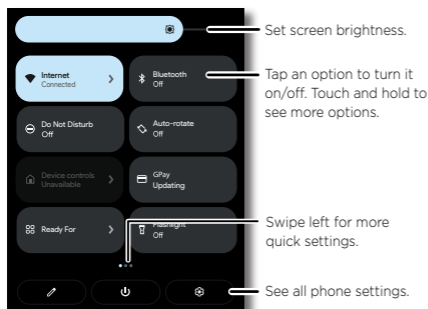 Set screen brightness.
Internet
Connected
Bluetooth
Off
Tap an option to turn it
on/off. Touch and hold to
see more options.
Do Not Disturb
Off
Auto-rotate
Off
Device controls
Unavailable
GPay
Updating
Ready For
Flashlight
Off
Swipe left for more
quick settings.
See all phone settings.